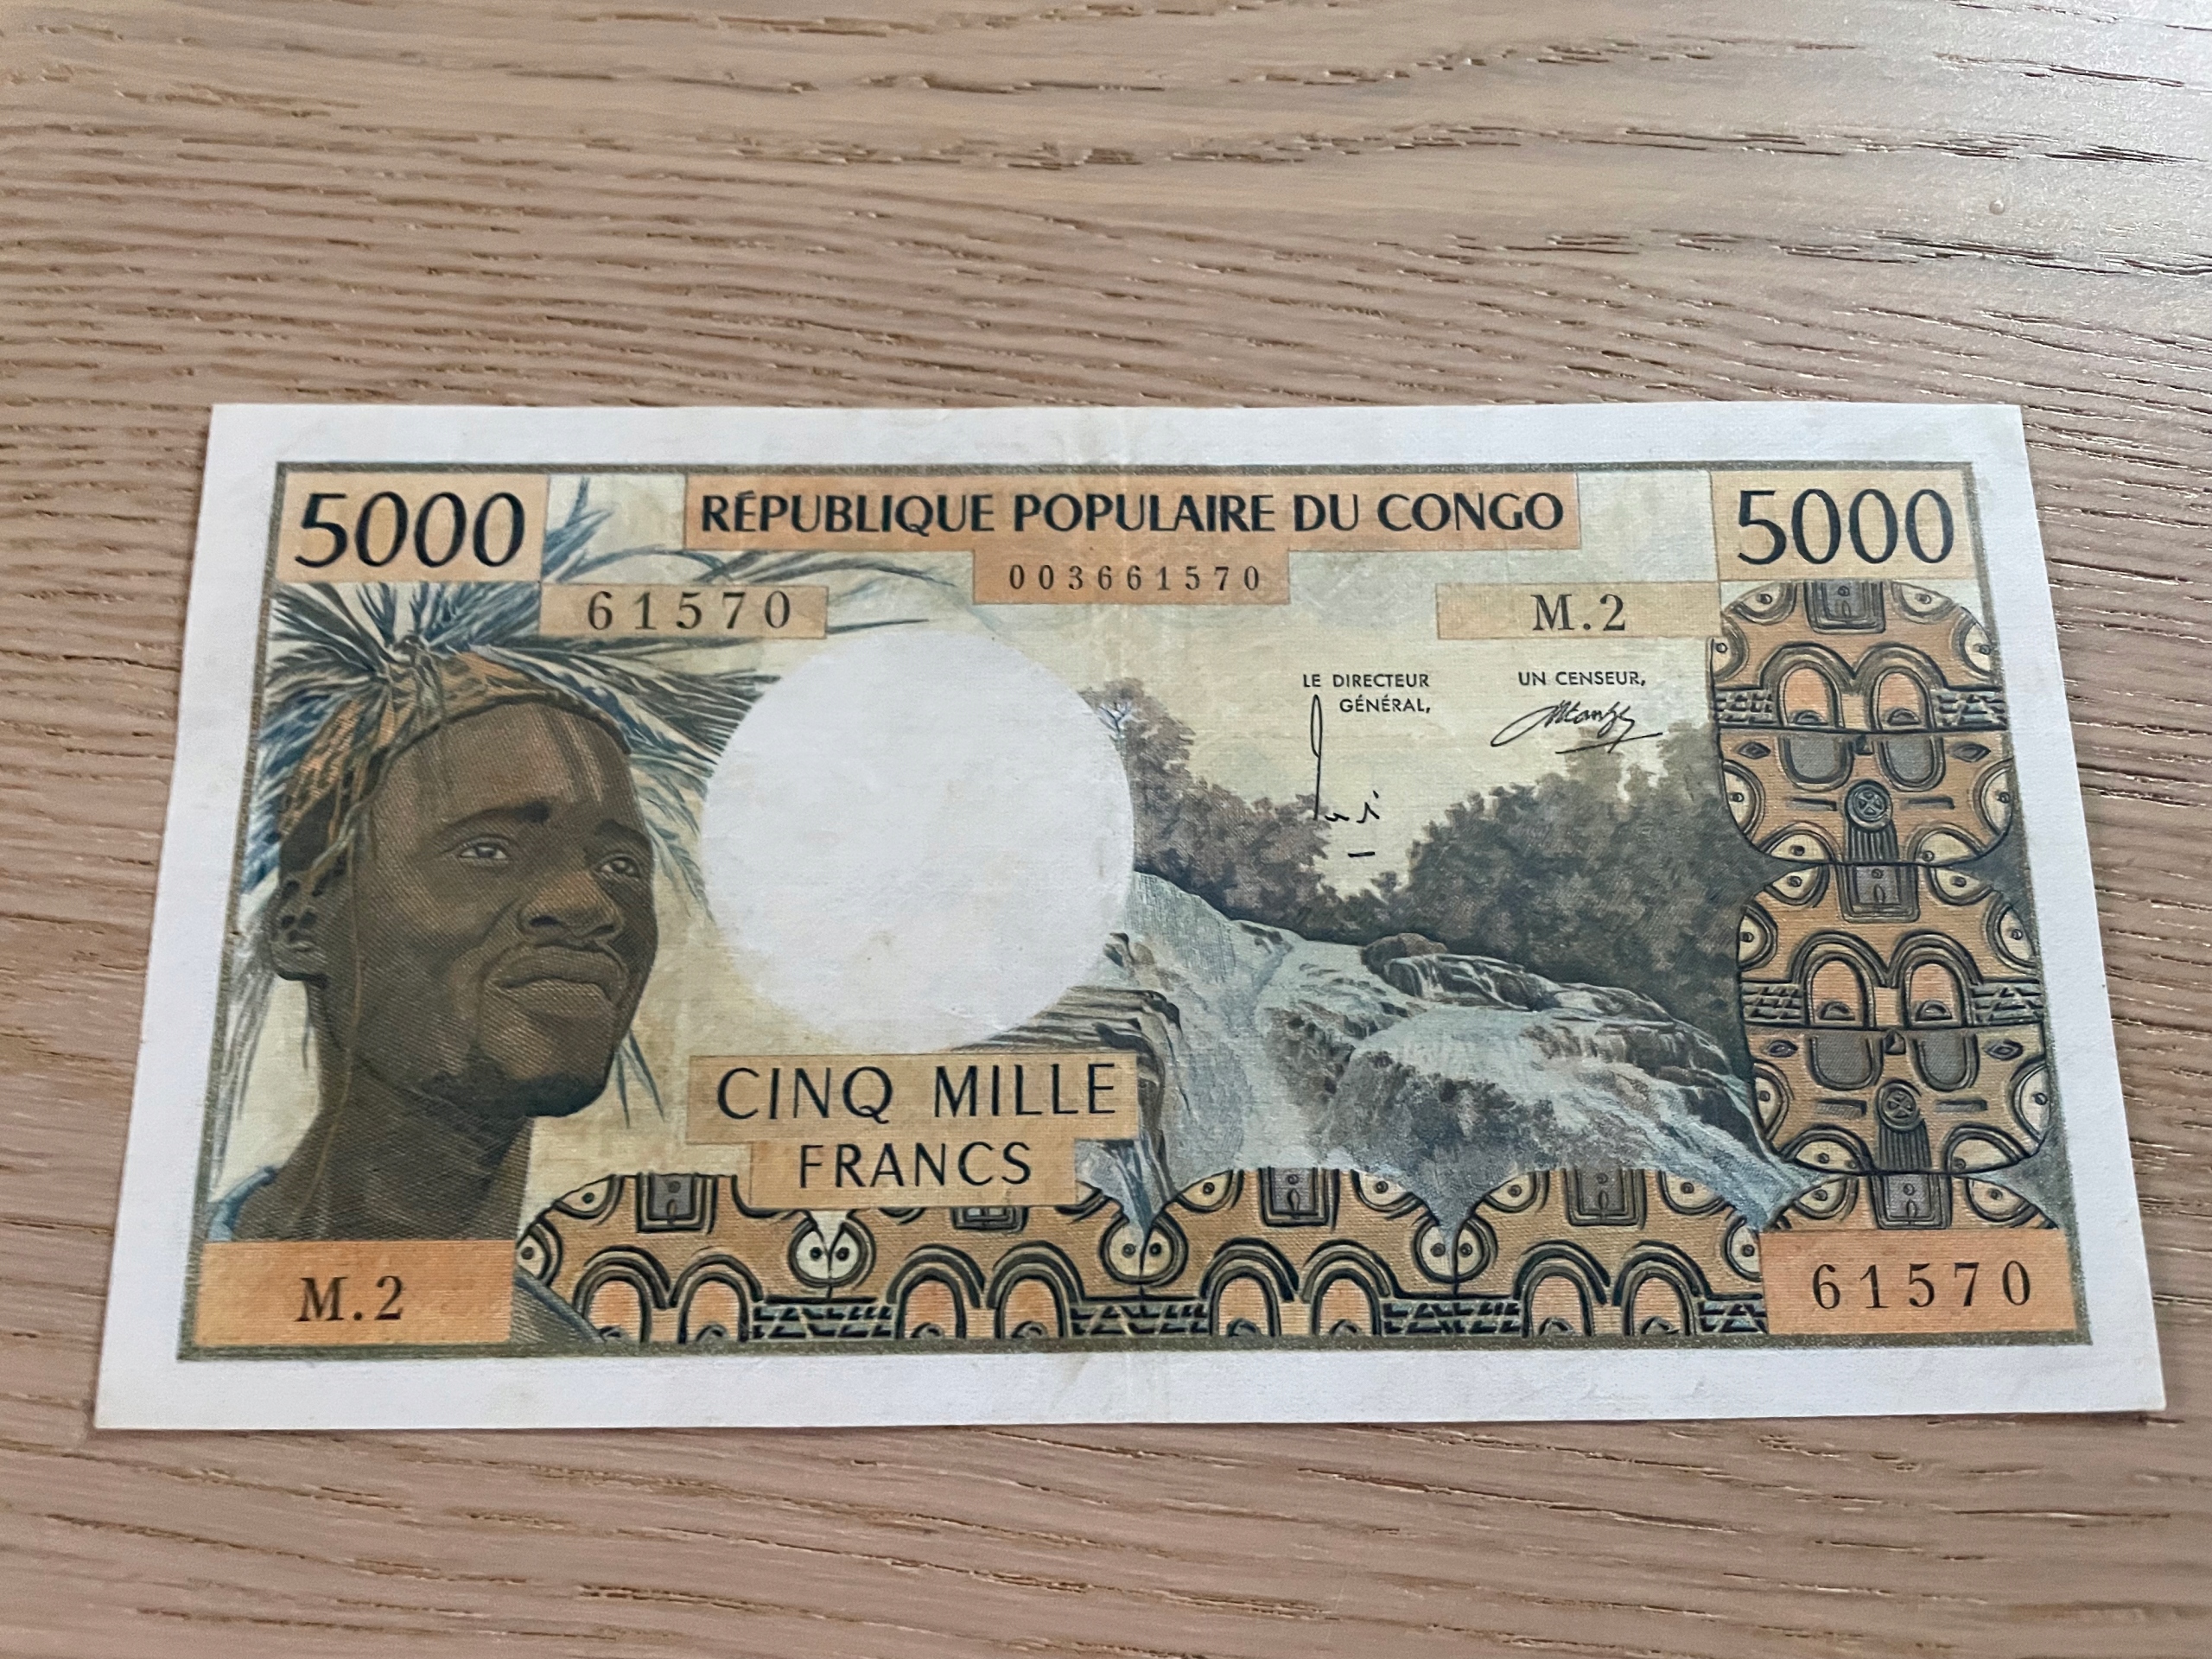 5000
RÉPUBLIQUE POPULAIRE DU CONGO
5000
003661570
61570
M.2
LE DIRECTEUR
GÉNÉRAL,
UN CENSEUR,
CINQ MILLE
FRANCS
M.2
61570